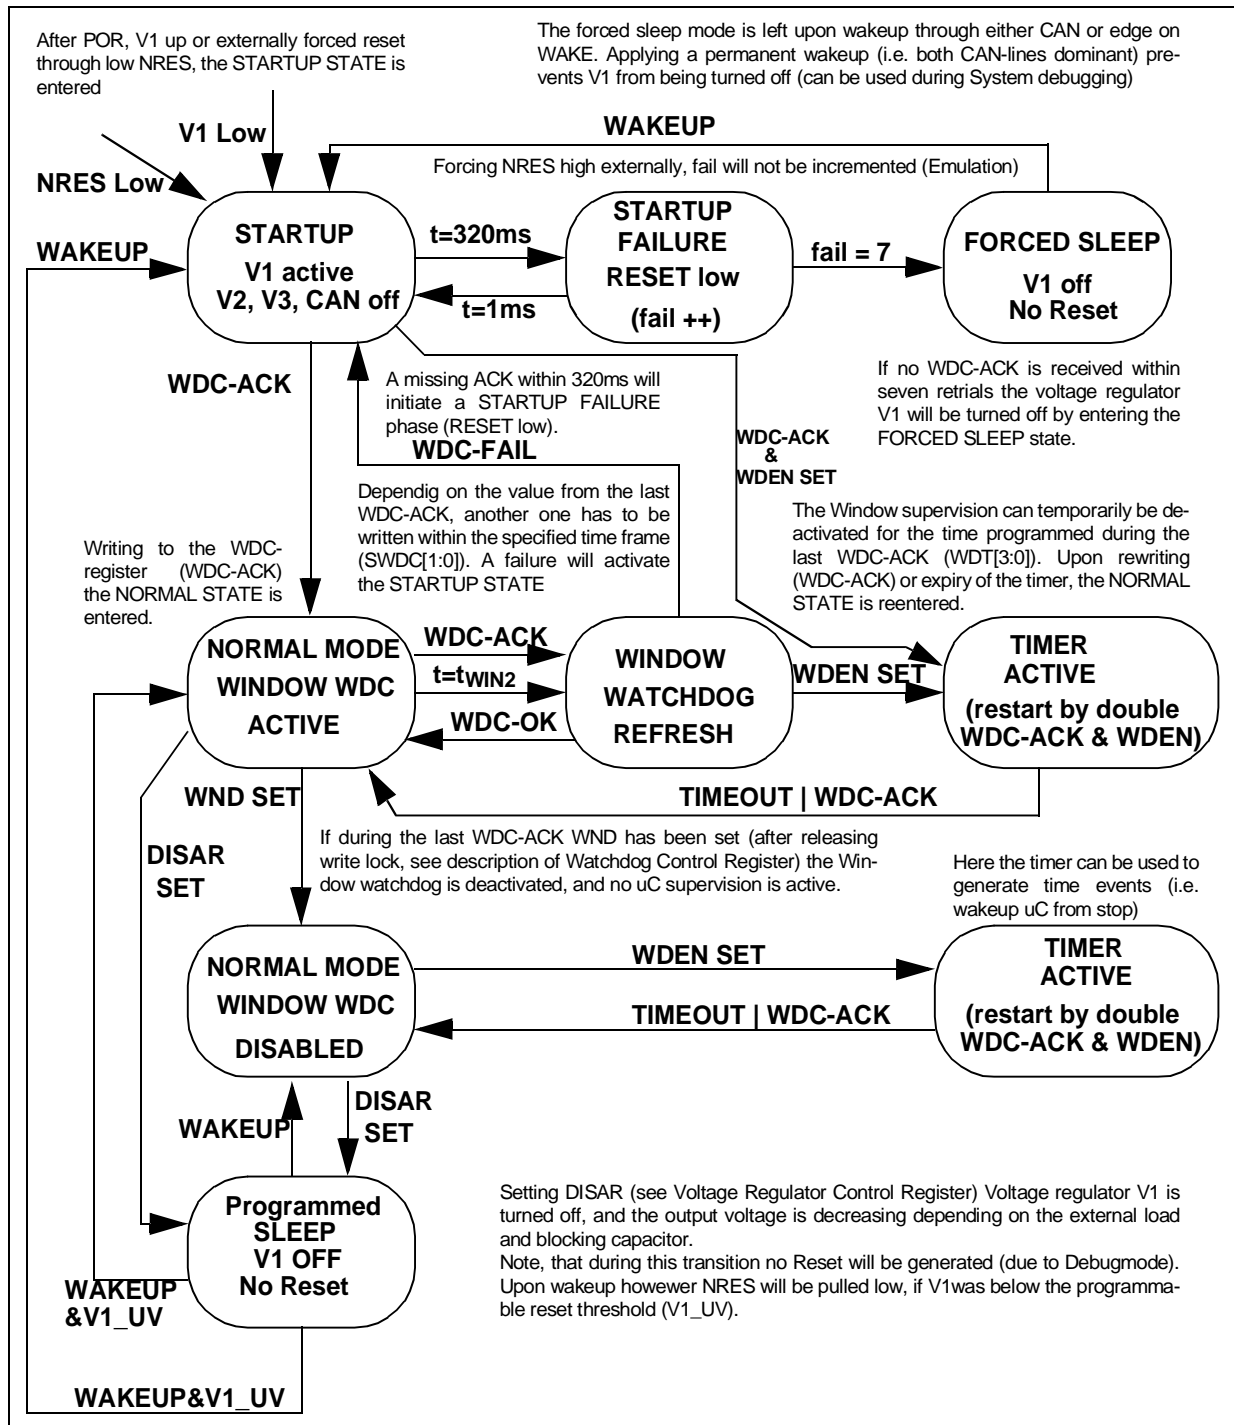 After POR, V1 up or externally forced reset
through low NRES, the STARTUP STATE is
entered
The forced sleep mode is left upon wakeup through either CAN or edge on
WAKE. Applying a permanent wakeup (i.e. both CAN-lines dominant) pre-
vents V1 from being turned off (can be used during System debugging)
V1 Low
NRES Low
WAKEUP
Forcing NRES high externally, fail will not be incremented (Emulation)
WAKEUP
STARTUP
V1 active
V2, V3, CAN off
t=320ms
t=1ms
STARTUP
FAILURE
RESET low
(fail ++)
fail = 7
FORCED SLEEP
V1 off
No Reset
WDC-ACK
A missing ACK within 320ms will
initiate a STARTUP FAILURE
phase (RESET low).
WDC-FAIL
WDC-ACK
&
WDEN SET
If no WDC-ACK is received within
seven retrials the voltage regulator
V1 will be turned off by entering the
FORCED SLEEP state.
Dependig on the value from the last
WDC-ACK, another one has to be
written within the specified time frame
(SWDC[1:0]). A failure will activate
the STARTUP STATE
The Window supervision can temporarily be de-
activated for the time programmed during the
last WDC-ACK (WDT[3:0]). Upon rewriting
(WDC-ACK) or expiry of the timer, the NORMAL
STATE is reentered.
Writing to the WDC-
register (WDC-ACK)
the NORMAL STATE is
entered.
NORMAL MODE
WINDOW WDC
ACTIVE
WDC-ACK
t=tWIN2
WDC-OK
WINDOW
WATCHDOG
REFRESH
WDEN SET
TIMER
ACTIVE
(restart by double
WDC-ACK & WDEN)
WND SET
TIMEOUT | WDC-ACK
DISAR
SET
If during the last WDC-ACK WND has been set (after releasing
write lock, see description of Watchdog Control Register) the Win-
dow watchdog is deactivated, and no uC supervision is active.
Here the timer can be used to
generate time events (i.e.
wakeup uC from stop)
NORMAL MODE
WINDOW WDC
DISABLED
WDEN SET
TIMEOUT | WDC-ACK
TIMER
ACTIVE
(restart by double
WDC-ACK & WDEN)
WAKEUP
DISAR
SET
Programmed
SLEEP
V1 OFF
No Reset
WAKEUP
&V1_UV
Setting DISAR (see Voltage Regulator Control Register) Voltage regulator V1 is
turned off, and the output voltage is decreasing depending on the external load
and blocking capacitor.
Note, that during this transition no Reset will be generated (due to Debugmode).
Upon wakeup howewer NRES will be pulled low, if V1was below the programma-
ble reset threshold (V1_UV).
WAKEUP&V1_UV